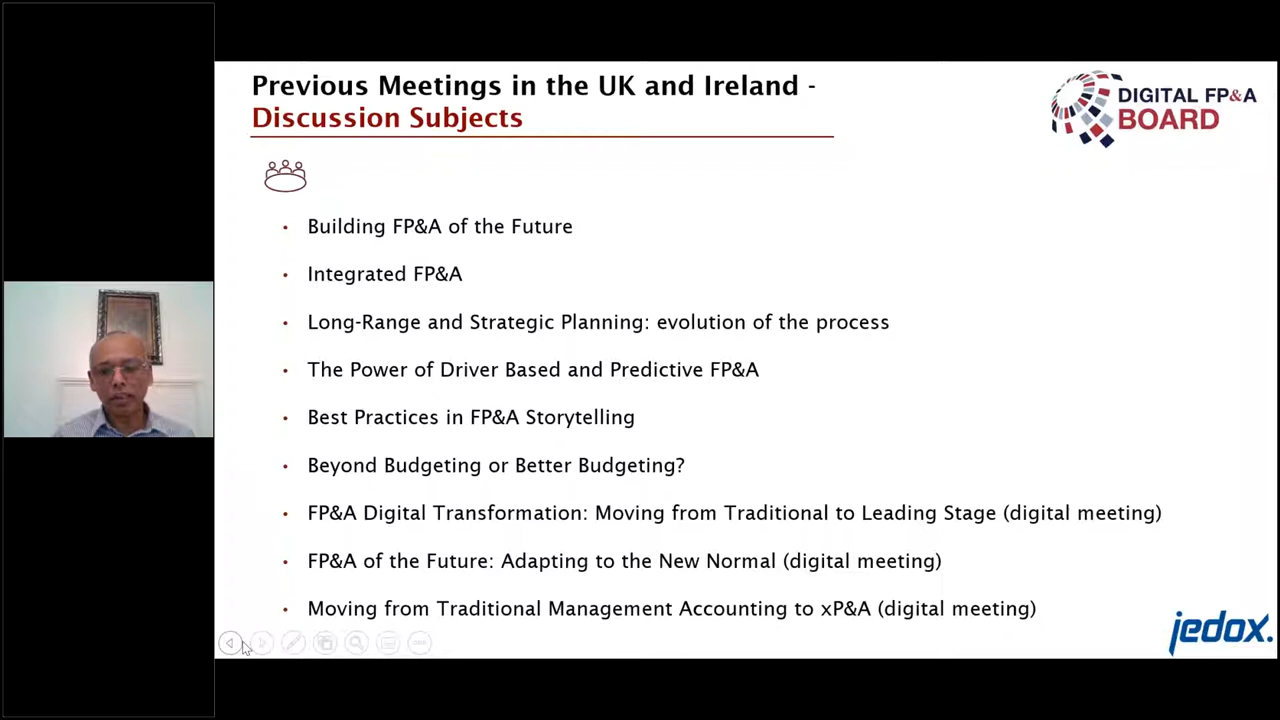 Previous Meetings in the UK and Ireland -
Discussion Subjects
DIGITAL FP&A
BOARD
• Building FP&A of the Future
• Integrated FP&A
• Long-Range and Strategic Planning: evolution of the process
• The Power of Driver Based and Predictive FP&A
• Best Practices in FP&A Storytelling
• Beyond Budgeting or Better Budgeting?
• FP&A Digital Transformation: Moving from Traditional to Leading Stage (digital meeting)
• FP&A of the Future: Adapting to the New Normal (digital meeting)
• Moving from Traditional Management Accounting to xP&A (digital meeting)
jedox.